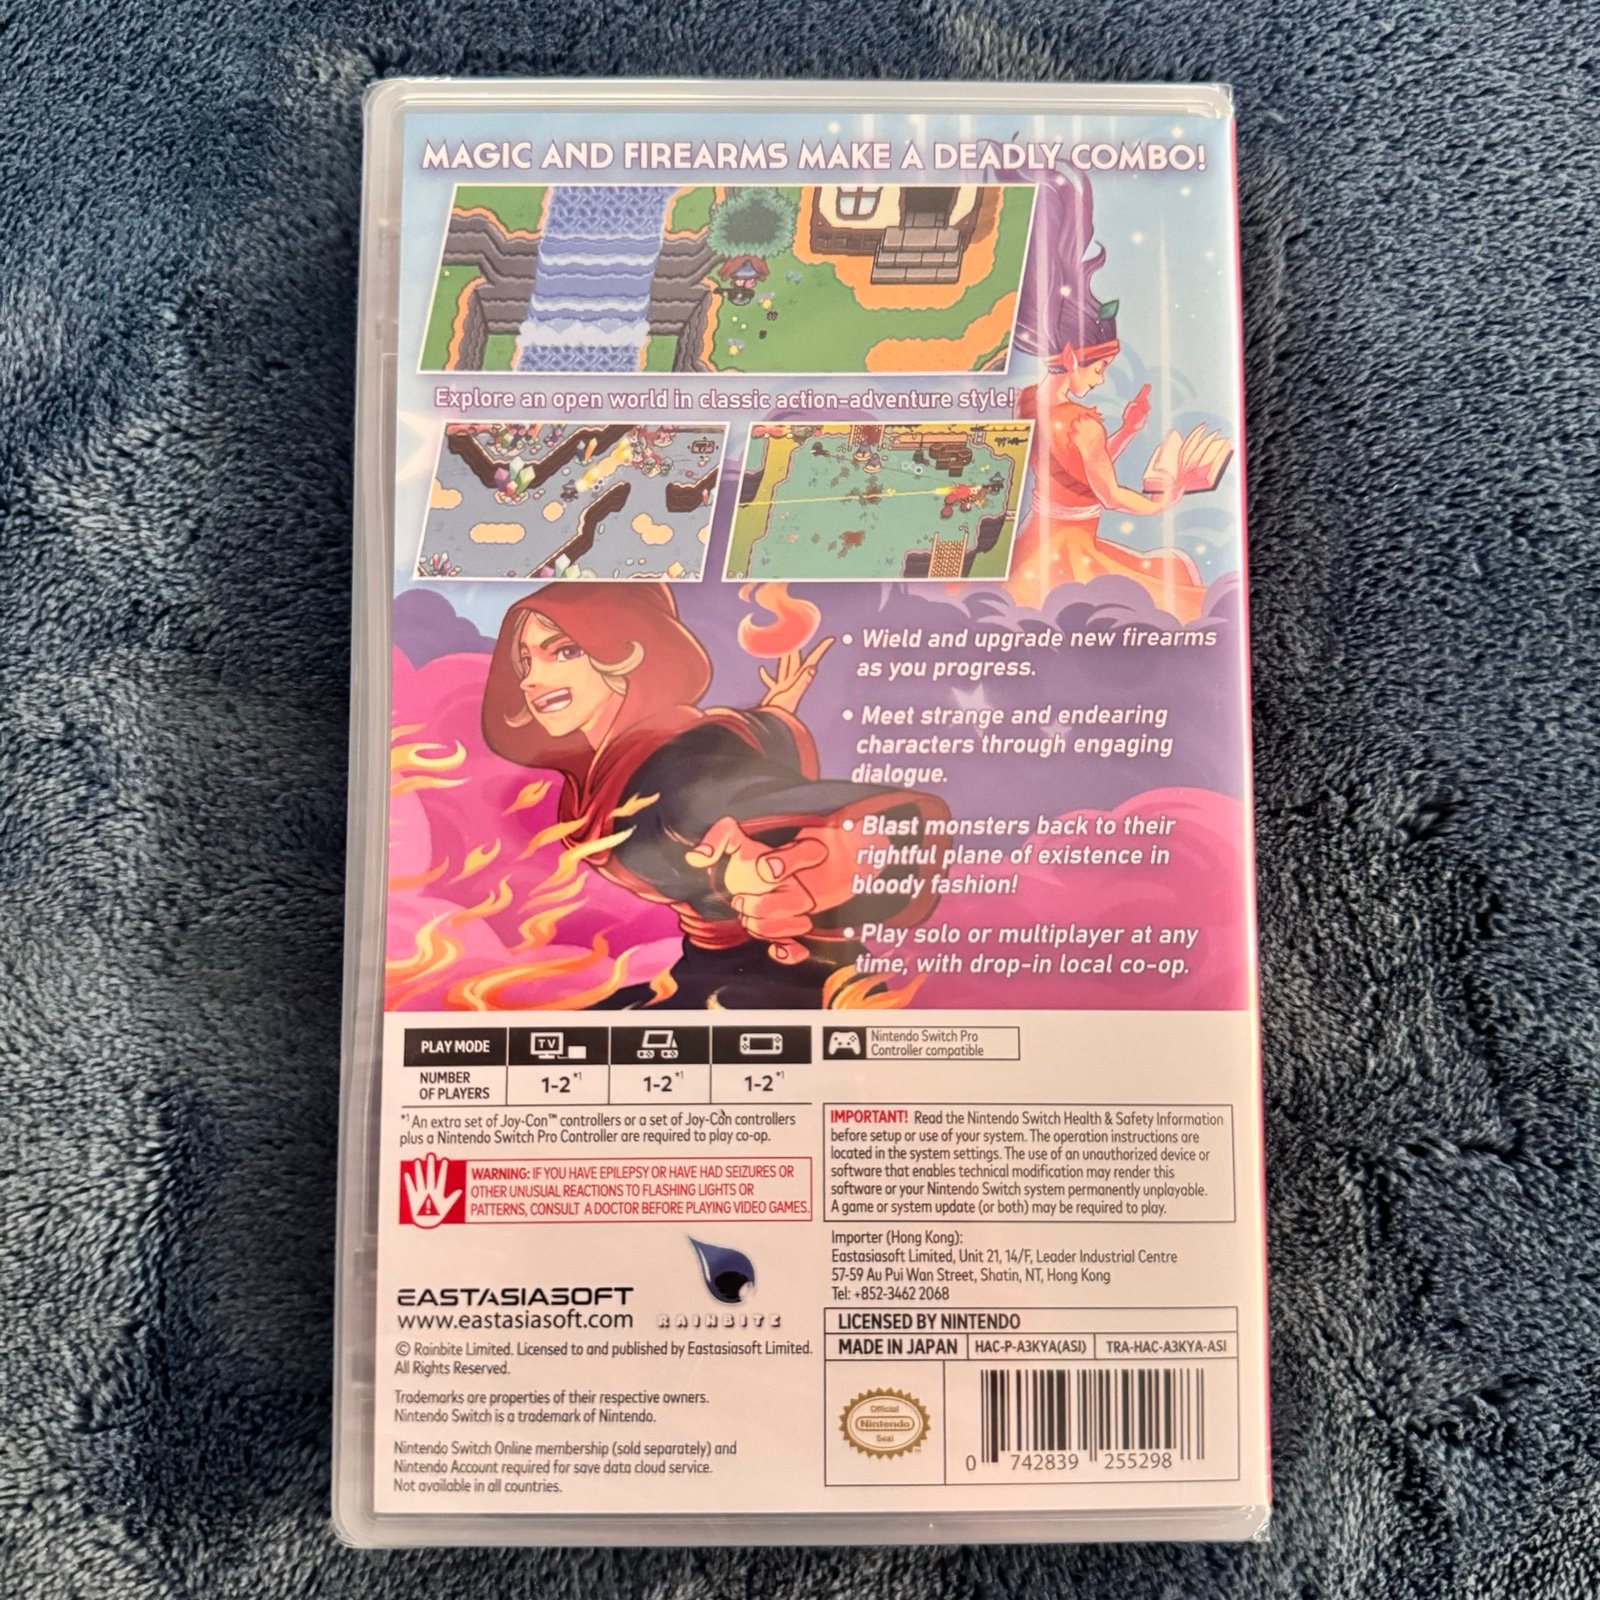 MAGIC AND FIREARMS MAKE A DEADLY COMBO!
Explore an open world in classic action-adventure style!
• Wield and upgrade new firearms
as you progress.
• Meet strange and endearing
characters through engaging
dialogue.
• Blast monsters back to their
rightful plane of existence in
bloody fashion!
• Play solo or multiplayer at any
time, with drop-in local co-op.
PLAY MODE
TV
NUMBER
OF PLAYERS
1-2*1
1-2*1
1-2*1
Nintendo Switch Pro
Controller compatible
*1 An extra set of Joy-Con™ controllers or a set of Joy-Con controllers
plus a Nintendo Switch Pro Controller are required to play co-op.
WARNING: IF YOU HAVE EPILEPSY OR HAVE HAD SEIZURES OR
OTHER UNUSUAL REACTIONS TO FLASHING LIGHTS OR
PATTERNS, CONSULT A DOCTOR BEFORE PLAYING VIDEO GAMES.
IMPORTANT! Read the Nintendo Switch Health & Safety Information
before setup or use of your system. The operation instructions are
located in the system settings. The use of an unauthorized device or
software that enables technical modification may render this
software or your Nintendo Switch system permanently unplayable.
A game or system update (or both) may be required to play.
Importer (Hong Kong):
Eastasiasoft Limited, Unit 21, 14/F, Leader Industrial Centre
57-59 Au Pui Wan Street, Shatin, NT, Hong Kong
Tel: +852-3462 2068
EASTASIASOFT
www.eastasiasoft.com
RAINBITE
© Rainbite Limited. Licensed to and published by Eastasiasoft Limited.
All Rights Reserved.
Trademarks are properties of their respective owners.
Nintendo Switch is a trademark of Nintendo.
Nintendo Switch Online membership (sold separately) and
Nintendo Account required for save data cloud service.
Not available in all countries.
LICENSED BY NINTENDO
MADE IN JAPAN
HAC-P-A3KYA(ASI)
TRA-HAC-A3KYA-ASI
Official
Nintendo
Seal
0 742839 255298